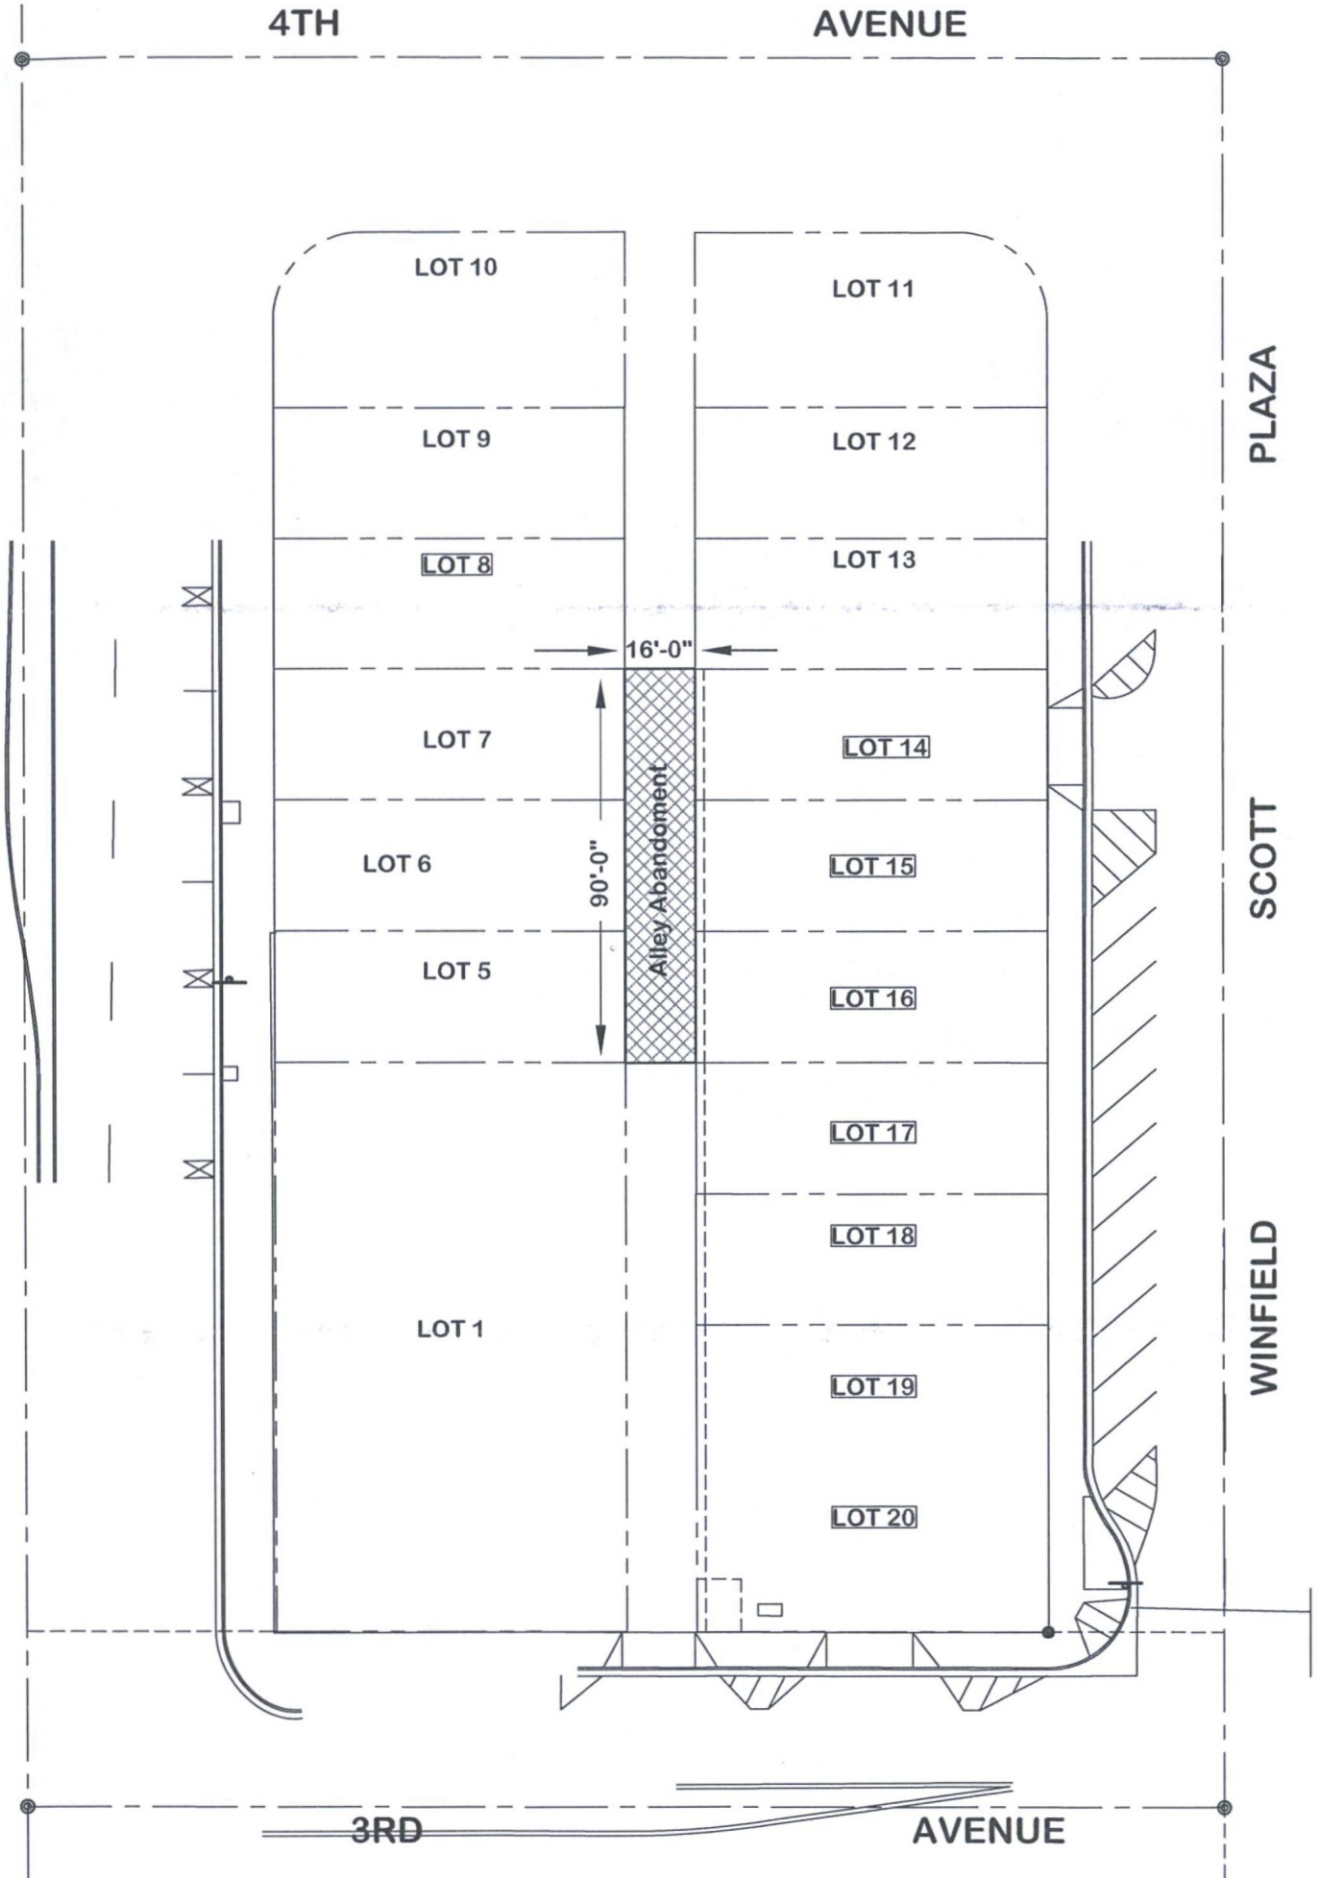 4TH AVENUE
LOT 10
LOT 11
LOT 9
LOT 12
LOT 8
LOT 13
16'-0"
LOT 7
LOT 14
90'-0"
Alley Abandoment
LOT 6
LOT 15
LOT 5
LOT 16
LOT 17
LOT 18
LOT 1
LOT 19
LOT 20
WINFIELD SCOTT PLAZA
3RD AVENUE